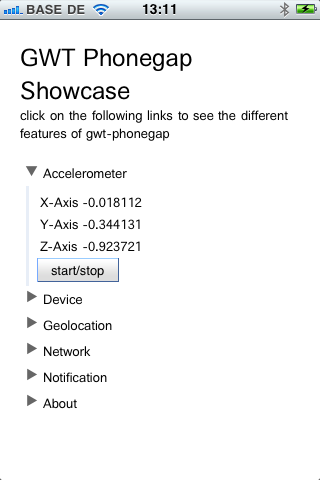 BASE DE 13:11
GWT Phonegap
Showcase
click on the following links to see the different
features of gwt-phonegap
Accelerometer
X-Axis -0.018112
Y-Axis -0.344131
Z-Axis -0.923721
start/stop
Device
Geolocation
Network
Notification
About